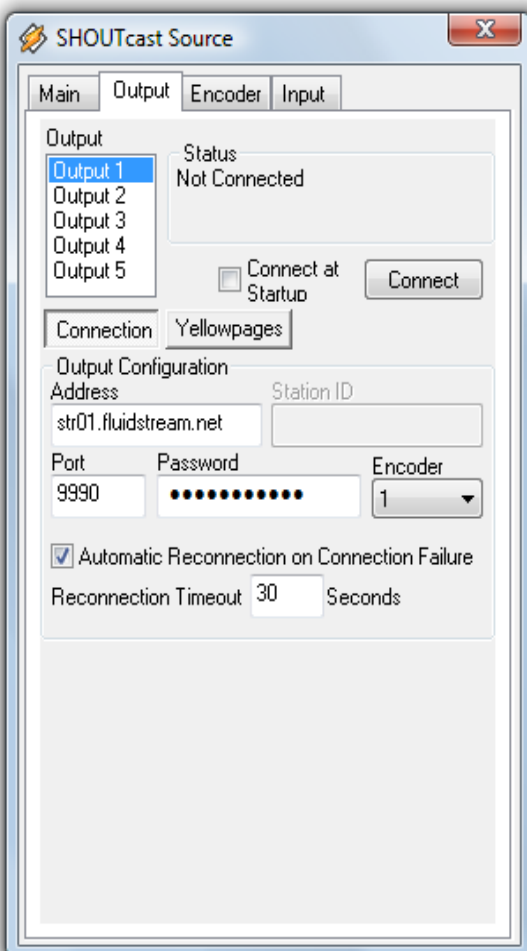 SHOUTcast Source
Main Output Encoder Input
Output
Output 1
Output 2
Output 3
Output 4
Output 5
Status
Not Connected
Connect at
Startup
Connect
Connection Yellowpages
Output Configuration
Address Station ID
str01.fluidstream.net
Port Password Encoder
9990 ●●●●●●●●●●● 1
Automatic Reconnection on Connection Failure
Reconnection Timeout 30 Seconds